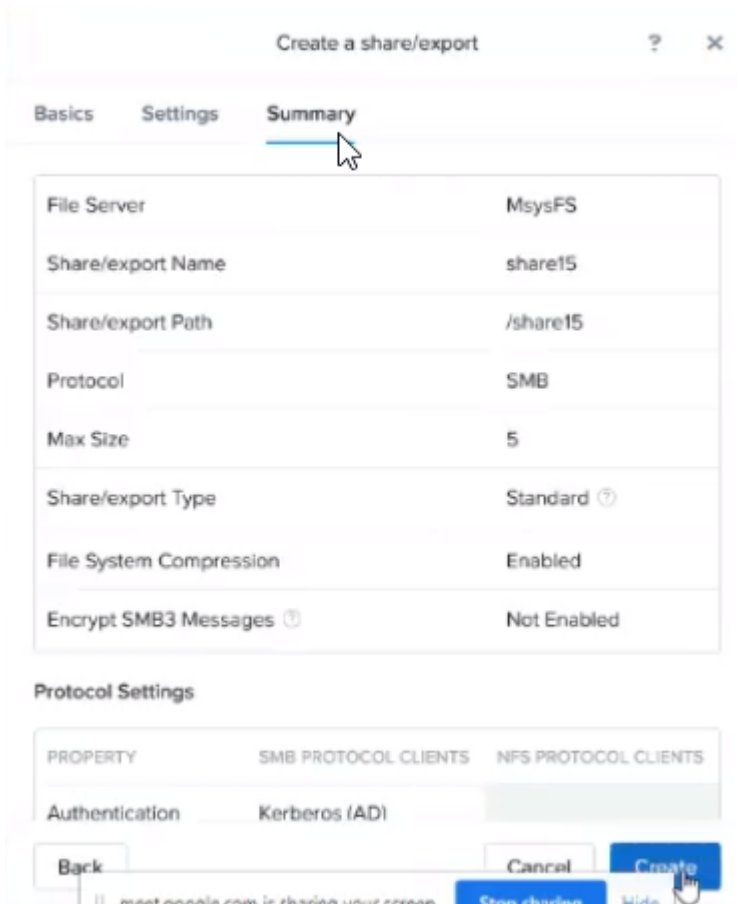 Create a share/export ? ×
Basics Settings Summary
File Server MsysFS
Share/export Name share15
Share/export Path /share15
Protocol SMB
Max Size 5
Share/export Type Standard ?
File System Compression Enabled
Encrypt SMB3 Messages ? Not Enabled
Protocol Settings
PROPERTY SMB PROTOCOL CLIENTS NFS PROTOCOL CLIENTS
Authentication Kerberos (AD)
Back Cancel Create
meet.google.com is sharing your screen Stop sharing Hide